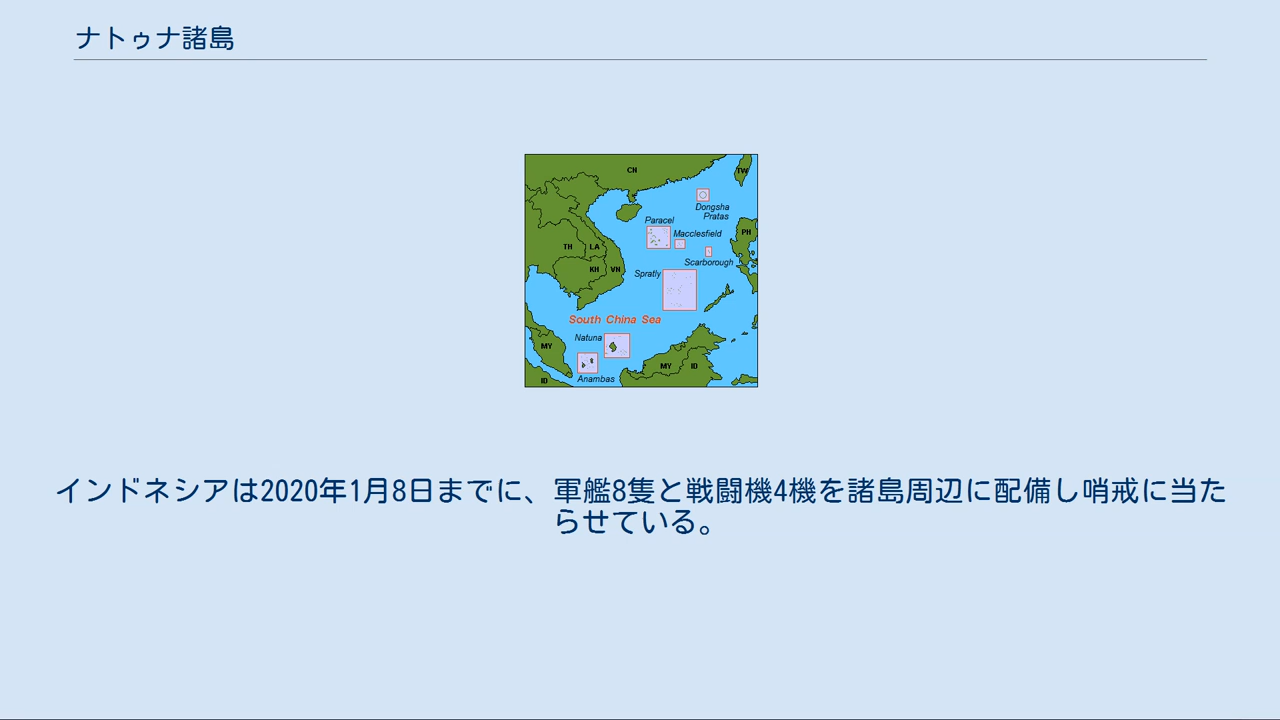 ナトゥナ諸島
CH
TW
Dongsha
Pratas
Paracel
Macclesfield
PH
TH
LA
Scarborough
KH
VN
Spratly
South China Sea
Natuna
MY
MY
ID
Anambas
ID
インドネシアは2020年1月8日までに、軍艦8隻と戦闘機4機を諸島周辺に配備し哨戒に当た
らせている。